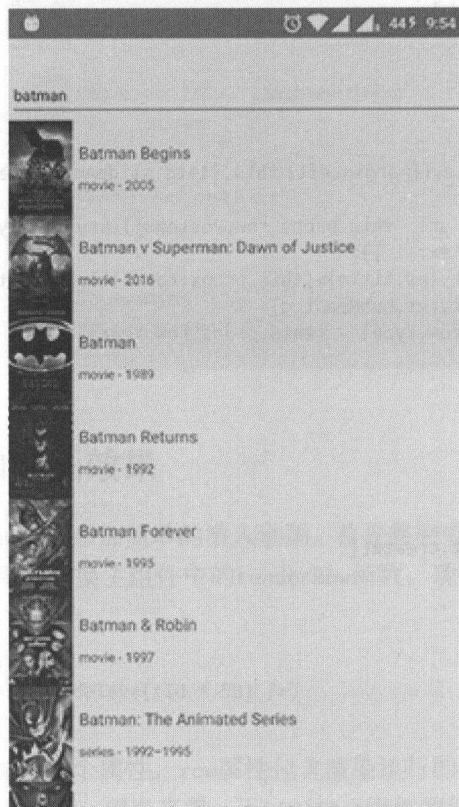 445 9:54
batman
Batman Begins
movie - 2005
Batman v Superman: Dawn of Justice
movie - 2016
Batman
movie - 1989
Batman Returns
movie - 1992
Batman Forever
movie - 1995
Batman & Robin
movie - 1997
Batman: The Animated Series
series - 1992–1995